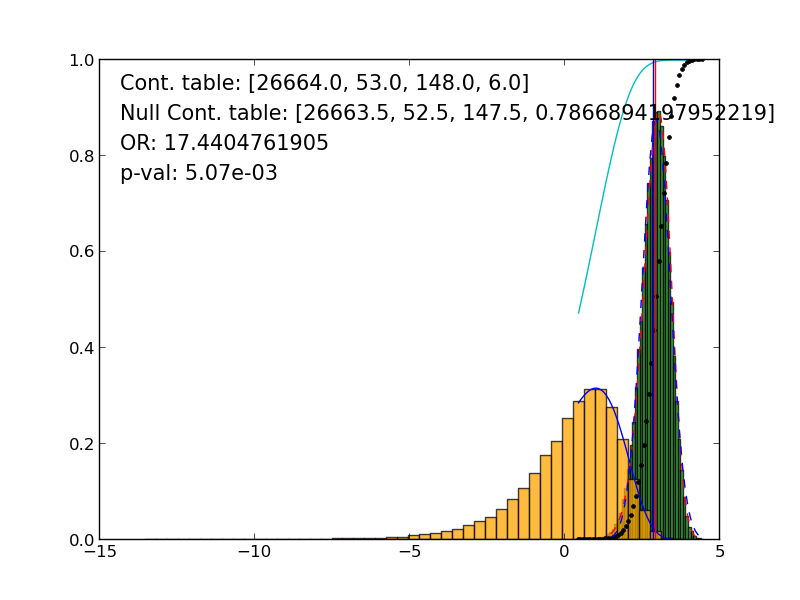 Cont. table: [26664.0, 53.0, 148.0, 6.0]
Null Cont. table: [26663.5, 52.5, 147.5, 0.7866894197952219]
OR: 17.4404761905
p-val: 5.07e-03
1.0
0.8
0.6
0.4
0.2
0.0
−15
−10
−5
0
5